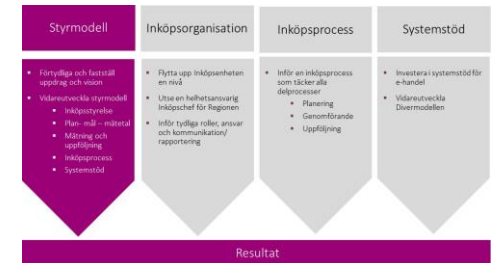 Styrmodell
Förtydliga och fastställ
uppdrag och vision
Vidareutveckla styrmodell
Inköpsstyrelse
Plan- mål – mätetal
Mätning och
uppföljning
Inköpsprocess
Systemstöd
Inköpsorganisation
Flytta upp Inköpsenheten
en nivå
Utse en helhetsansvarig
Inköpschef för Regionen
Inför tydliga roller, ansvar
och kommunikation/
rapportering
Inköpsprocess
Inför en inköpsprocess
som täcker alla
delprocesser
Planering
Genomförande
Uppföljning
Systemstöd
Investera i systemstöd för
e-handel
Vidareutveckla
Divermodellen
Resultat